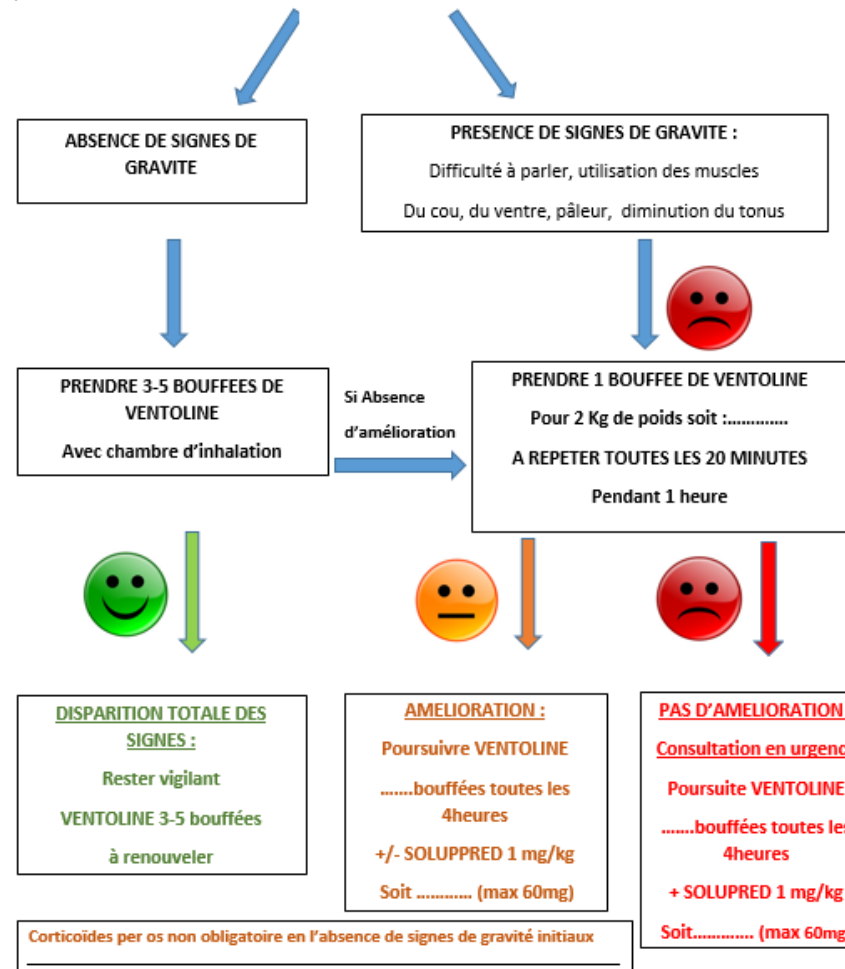 ABSENCE DE SIGNES DE
GRAVITE
PRESENCE DE SIGNES DE GRAVITE :
Difficulté à parler, utilisation des muscles
Du cou, du ventre, pâleur, diminution du tonus
PRENDRE 3-5 BOUFFEES DE
VENTOLINE
Avec chambre d'inhalation
Si Absence
d'amélioration
PRENDRE 1 BOUFFEE DE VENTOLINE
Pour 2 Kg de poids soit :.............
A REPETER TOUTES LES 20 MINUTES
Pendant 1 heure
DISPARITION TOTALE DES
SIGNES :
Rester vigilant
VENTOLINE 3-5 bouffées
à renouveler
AMELIORATION :
Poursuivre VENTOLINE
.......bouffées toutes les
4heures
+/- SOLUPPRED 1 mg/kg
Soit ............ (max 60mg)
PAS D'AMELIORATION
Consultation en
Poursuite VENTOLINE
.......bouffées toutes
4heures
+ SOLUPRED 1 mg/kg
Soit............. (max 60mg
Corticoïdes per os non obligatoire en l'absence de signes de gravité initiaux